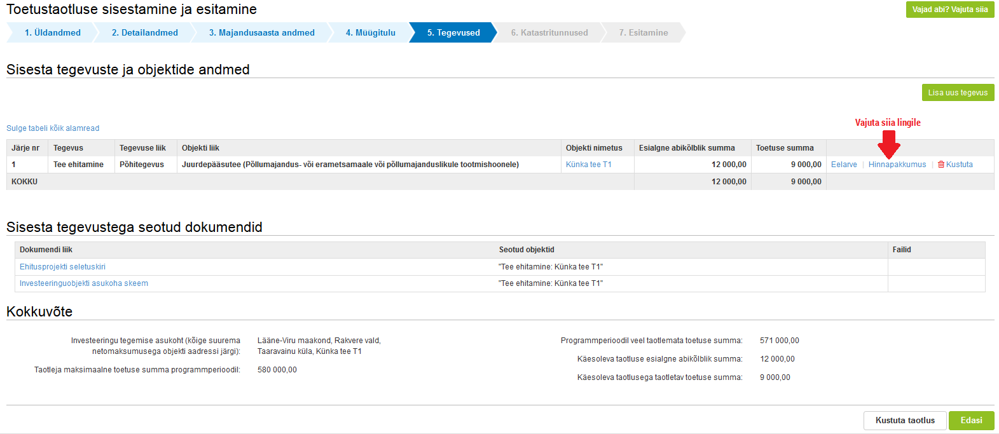 Toetustaotluse sisestamine ja esitamine
Vajad abi? Vajuta siia
1. Üldandmed 2. Detailandmed 3. Majandusaasta andmed 4. Müügitulu 5. Tegevused 6. Katastritunnused 7. Esitamine
Sisesta tegevuste ja objektide andmed
Lisa uus tegevus
Vajuta siia lingile
Sulge tabeli kõik alamread
Järje nr Tegevus Tegevuse liik Objekti liik Objekti nimetus Esialgne abikõlblik summa Toetuse summa
1 Tee ehitamine Põhitegevus Juurdepääsutee (Põllumajandus- või erametsamaale või põllumajanduslikule tootmishoonele) Künka tee T1 12 000,00 9 000,00 Eelarve | Hinnapakkumus | Kustuta
KOKKU 12 000,00 9 000,00
Sisesta tegevustega seotud dokumendid
Dokumendi liik Seotud objektid Failid
Ehitusprojekti seletuskiri "Tee ehitamine: Künka tee T1"
Investeeringuobjekti asukoha skeem "Tee ehitamine: Künka tee T1"
Kokkuvõte
Investeeringu tegemise asukoht (kõige suurema
netomaksumusega objekti aadressi järgi):
Lääne-Viru maakond, Rakvere vald,
Taaravainu küla, Künka tee T1
Taotleja maksimaalne toetuse summa programmperioodil: 580 000,00
Programmperioodil veel taotlemata toetuse summa: 571 000,00
Käesoleva taotluse esialgne abikõlblik summa: 12 000,00
Käesoleva taotlusega taotletav toetuse summa: 9 000,00
Kustuta taotlus Edasi